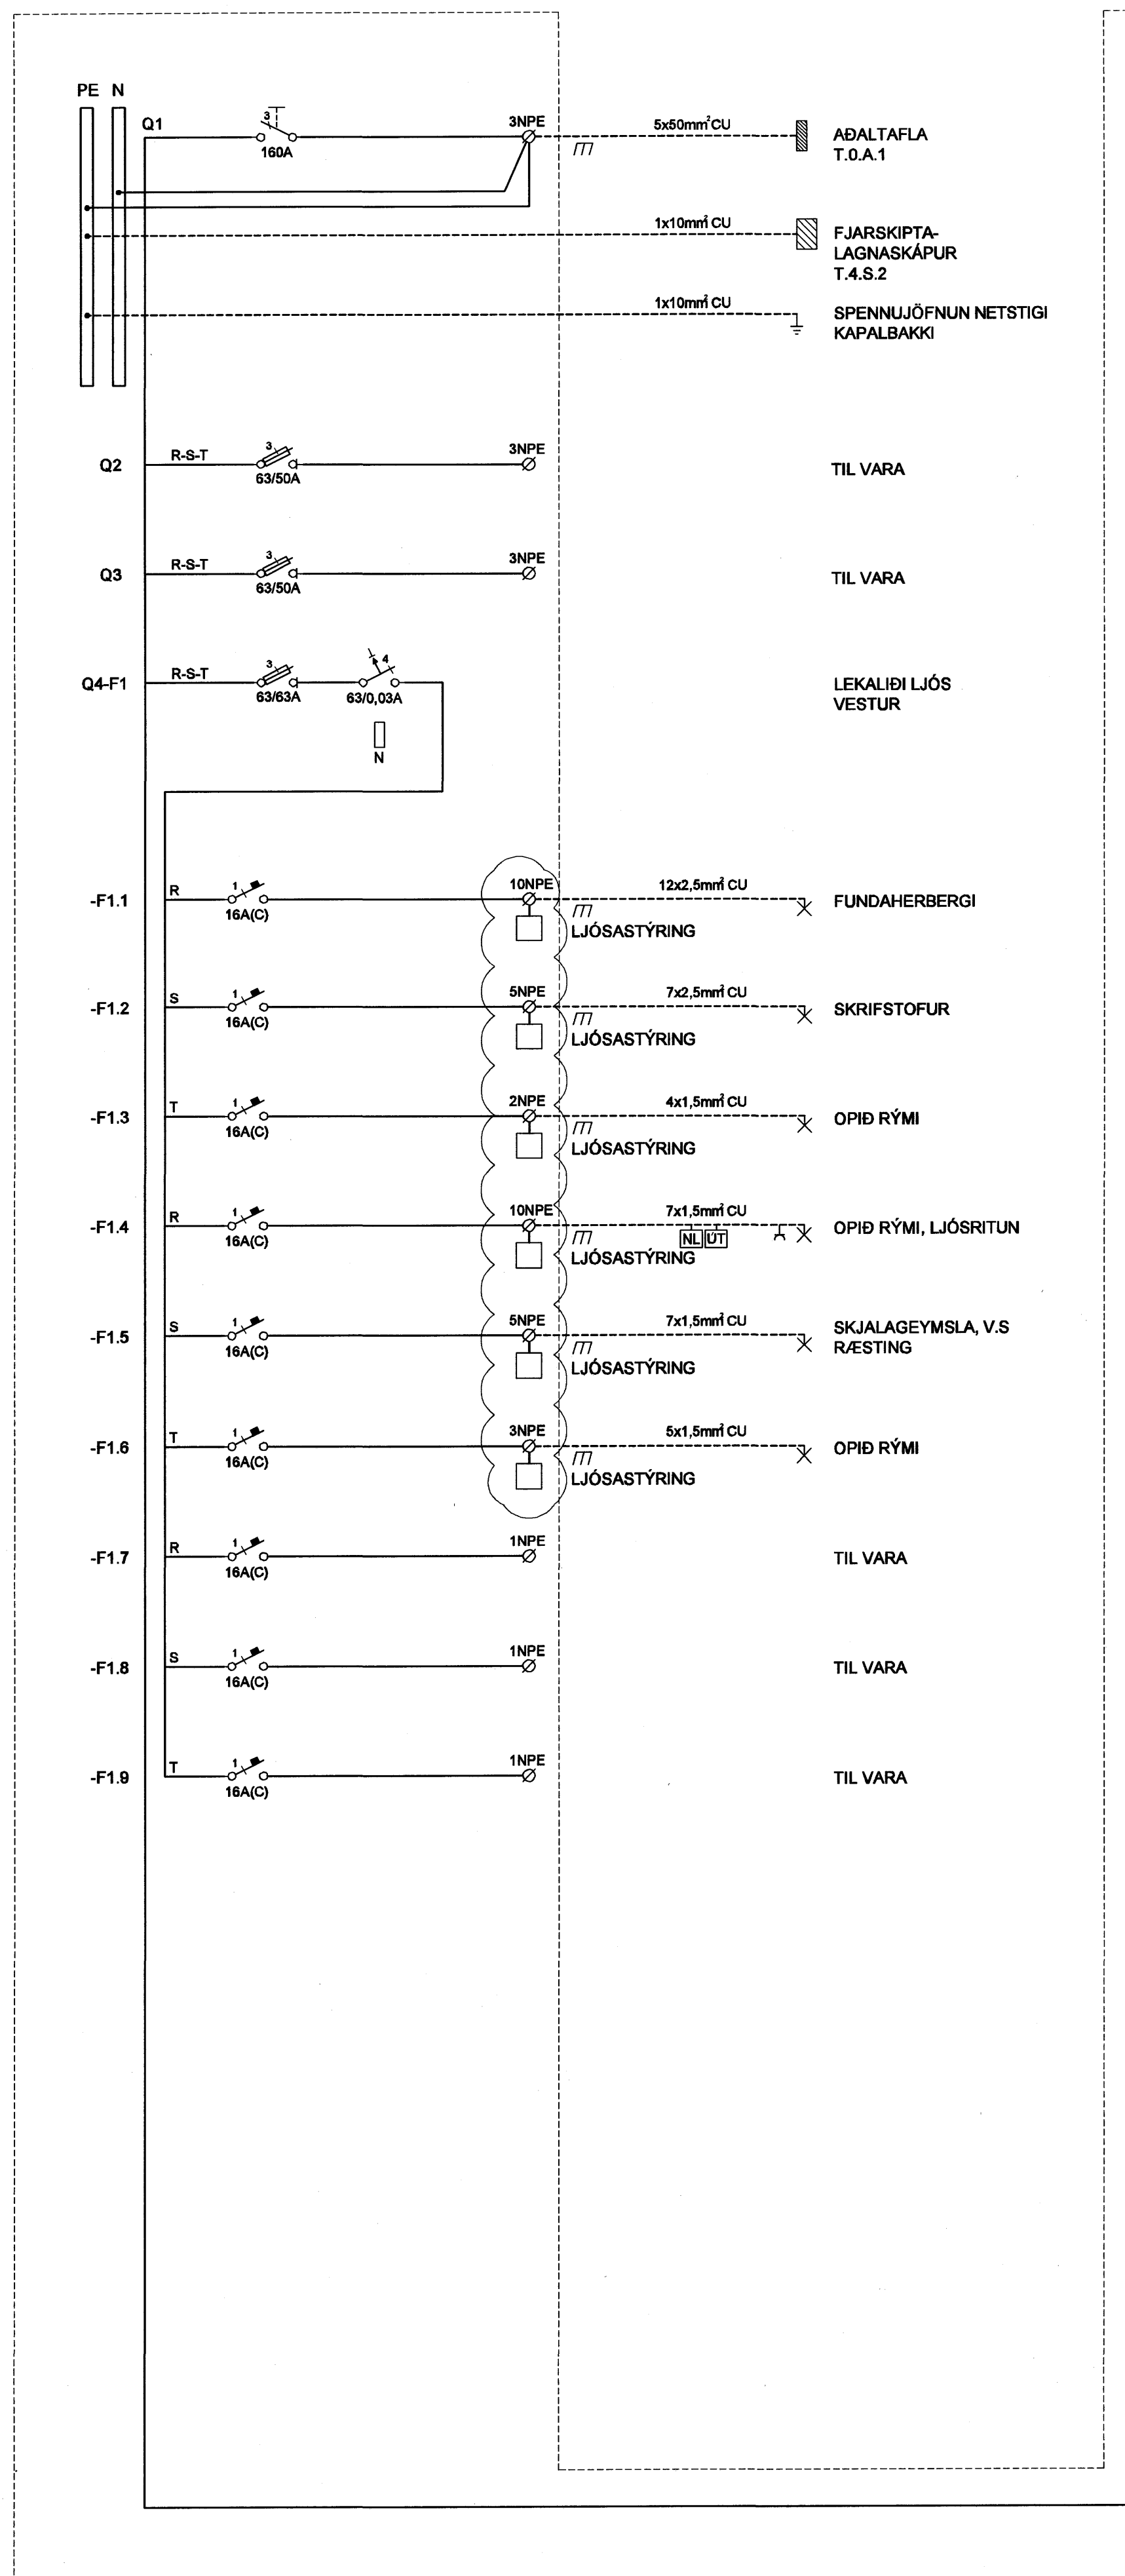 PE N
Q1
3
160A
3NPE
5x50mm² CU
AÐALTAFLA
T.0.A.1
1x10mm² CU
FJARSKIPTA-
LAGNASKÁPUR
T.4.S.2
1x10mm² CU
SPENNUJÖFNUN NETSTIGI
KAPALBAKKI
Q2
R-S-T
3
63/50A
3NPE
TIL VARA
Q3
R-S-T
3
63/50A
3NPE
TIL VARA
Q4-F1
R-S-T
3
63/63A
4
63/0,03A
N
LEKALIÐI LJÓS
VESTUR
-F1.1
R
1
16A(C)
10NPE
LJÓSASTÝRING
12x2,5mm² CU
FUNDAHERBERGI
-F1.2
S
1
16A(C)
5NPE
LJÓSASTÝRING
7x2,5mm² CU
SKRIFSTOFUR
-F1.3
T
1
16A(C)
2NPE
LJÓSASTÝRING
4x1,5mm² CU
OPIÐ RÝMI
-F1.4
R
1
16A(C)
10NPE
LJÓSASTÝRING
7x1,5mm² CU
NL ÚT
OPIÐ RÝMI, LJÓSRITUN
-F1.5
S
1
16A(C)
5NPE
LJÓSASTÝRING
7x1,5mm² CU
SKJALAGEYMSLA, V.S
RÆSTING
-F1.6
T
1
16A(C)
3NPE
LJÓSASTÝRING
5x1,5mm² CU
OPIÐ RÝMI
-F1.7
R
1
16A(C)
1NPE
TIL VARA
-F1.8
S
1
16A(C)
1NPE
TIL VARA
-F1.9
T
1
16A(C)
1NPE
TIL VARA